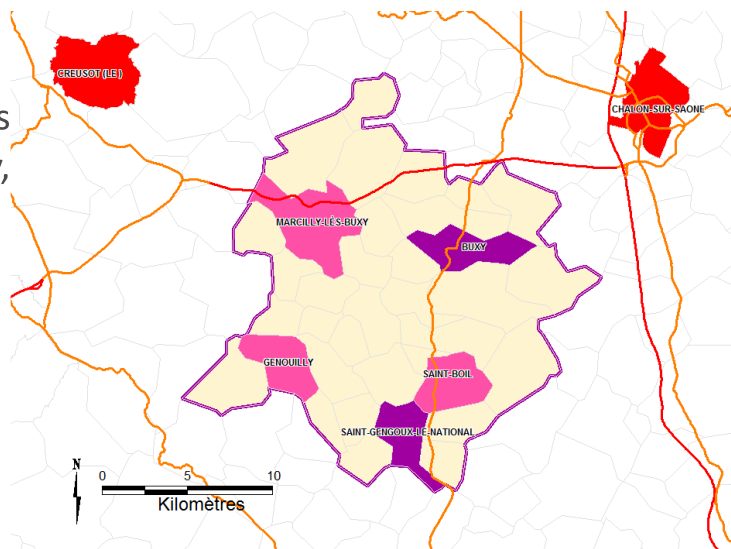 CREUSOT (LE )
CHALON-SUR-SAONE
s
,
MARCILLY-LÈS-BUXY
BUXY
GENOUILLY
SAINT-BOIL
SAINT-GENGOUX-LE-NATIONAL
N
0 5 10
Kilomètres